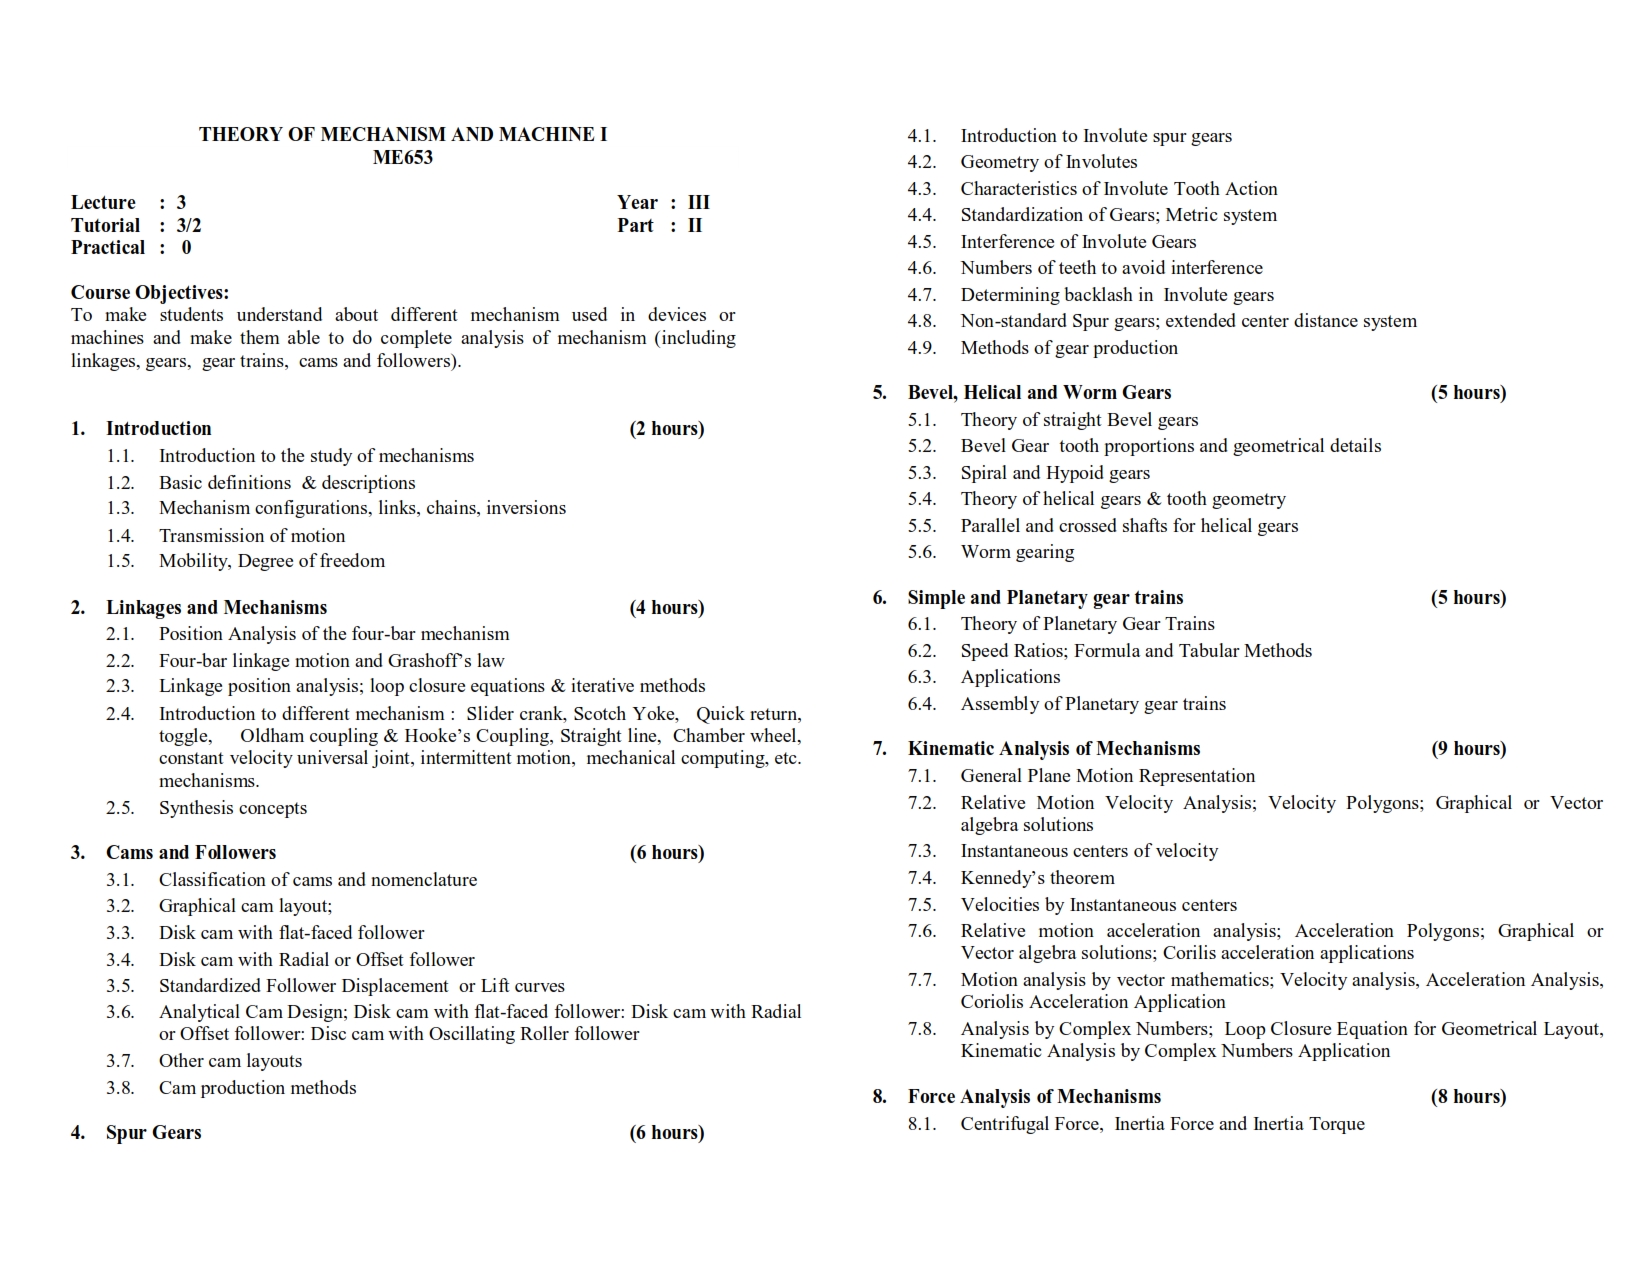 THEORY OF MECHANISM AND MACHINE I
ME653
Lecture : 3 Year : III
Tutorial : 3/2 Part : II
Practical : 0
Course Objectives:
To make students understand about different mechanism used in devices or
machines and make them able to do complete analysis of mechanism (including
linkages, gears, gear trains, cams and followers).
1. Introduction (2 hours)
1.1. Introduction to the study of mechanisms
1.2. Basic definitions & descriptions
1.3. Mechanism configurations, links, chains, inversions
1.4. Transmission of motion
1.5. Mobility, Degree of freedom
2. Linkages and Mechanisms (4 hours)
2.1. Position Analysis of the four-bar mechanism
2.2. Four-bar linkage motion and Grashoff’s law
2.3. Linkage position analysis; loop closure equations & iterative methods
2.4. Introduction to different mechanism : Slider crank, Scotch Yoke, Quick return,
toggle, Oldham coupling & Hooke’s Coupling, Straight line, Chamber wheel,
constant velocity universal joint, intermittent motion, mechanical computing, etc.
mechanisms.
2.5. Synthesis concepts
3. Cams and Followers (6 hours)
3.1. Classification of cams and nomenclature
3.2. Graphical cam layout;
3.3. Disk cam with flat-faced follower
3.4. Disk cam with Radial or Offset follower
3.5. Standardized Follower Displacement or Lift curves
3.6. Analytical Cam Design; Disk cam with flat-faced follower: Disk cam with Radial
or Offset follower: Disc cam with Oscillating Roller follower
3.7. Other cam layouts
3.8. Cam production methods
4. Spur Gears (6 hours)
4.1. Introduction to Involute spur gears
4.2. Geometry of Involutes
4.3. Characteristics of Involute Tooth Action
4.4. Standardization of Gears; Metric system
4.5. Interference of Involute Gears
4.6. Numbers of teeth to avoid interference
4.7. Determining backlash in Involute gears
4.8. Non-standard Spur gears; extended center distance system
4.9. Methods of gear production
5. Bevel, Helical and Worm Gears (5 hours)
5.1. Theory of straight Bevel gears
5.2. Bevel Gear tooth proportions and geometrical details
5.3. Spiral and Hypoid gears
5.4. Theory of helical gears & tooth geometry
5.5. Parallel and crossed shafts for helical gears
5.6. Worm gearing
6. Simple and Planetary gear trains (5 hours)
6.1. Theory of Planetary Gear Trains
6.2. Speed Ratios; Formula and Tabular Methods
6.3. Applications
6.4. Assembly of Planetary gear trains
7. Kinematic Analysis of Mechanisms (9 hours)
7.1. General Plane Motion Representation
7.2. Relative Motion Velocity Analysis; Velocity Polygons; Graphical or Vector
algebra solutions
7.3. Instantaneous centers of velocity
7.4. Kennedy’s theorem
7.5. Velocities by Instantaneous centers
7.6. Relative motion acceleration analysis; Acceleration Polygons; Graphical or
Vector algebra solutions; Corilis acceleration applications
7.7. Motion analysis by vector mathematics; Velocity analysis, Acceleration Analysis,
Coriolis Acceleration Application
7.8. Analysis by Complex Numbers; Loop Closure Equation for Geometrical Layout,
Kinematic Analysis by Complex Numbers Application
8. Force Analysis of Mechanisms (8 hours)
8.1. Centrifugal Force, Inertia Force and Inertia Torque